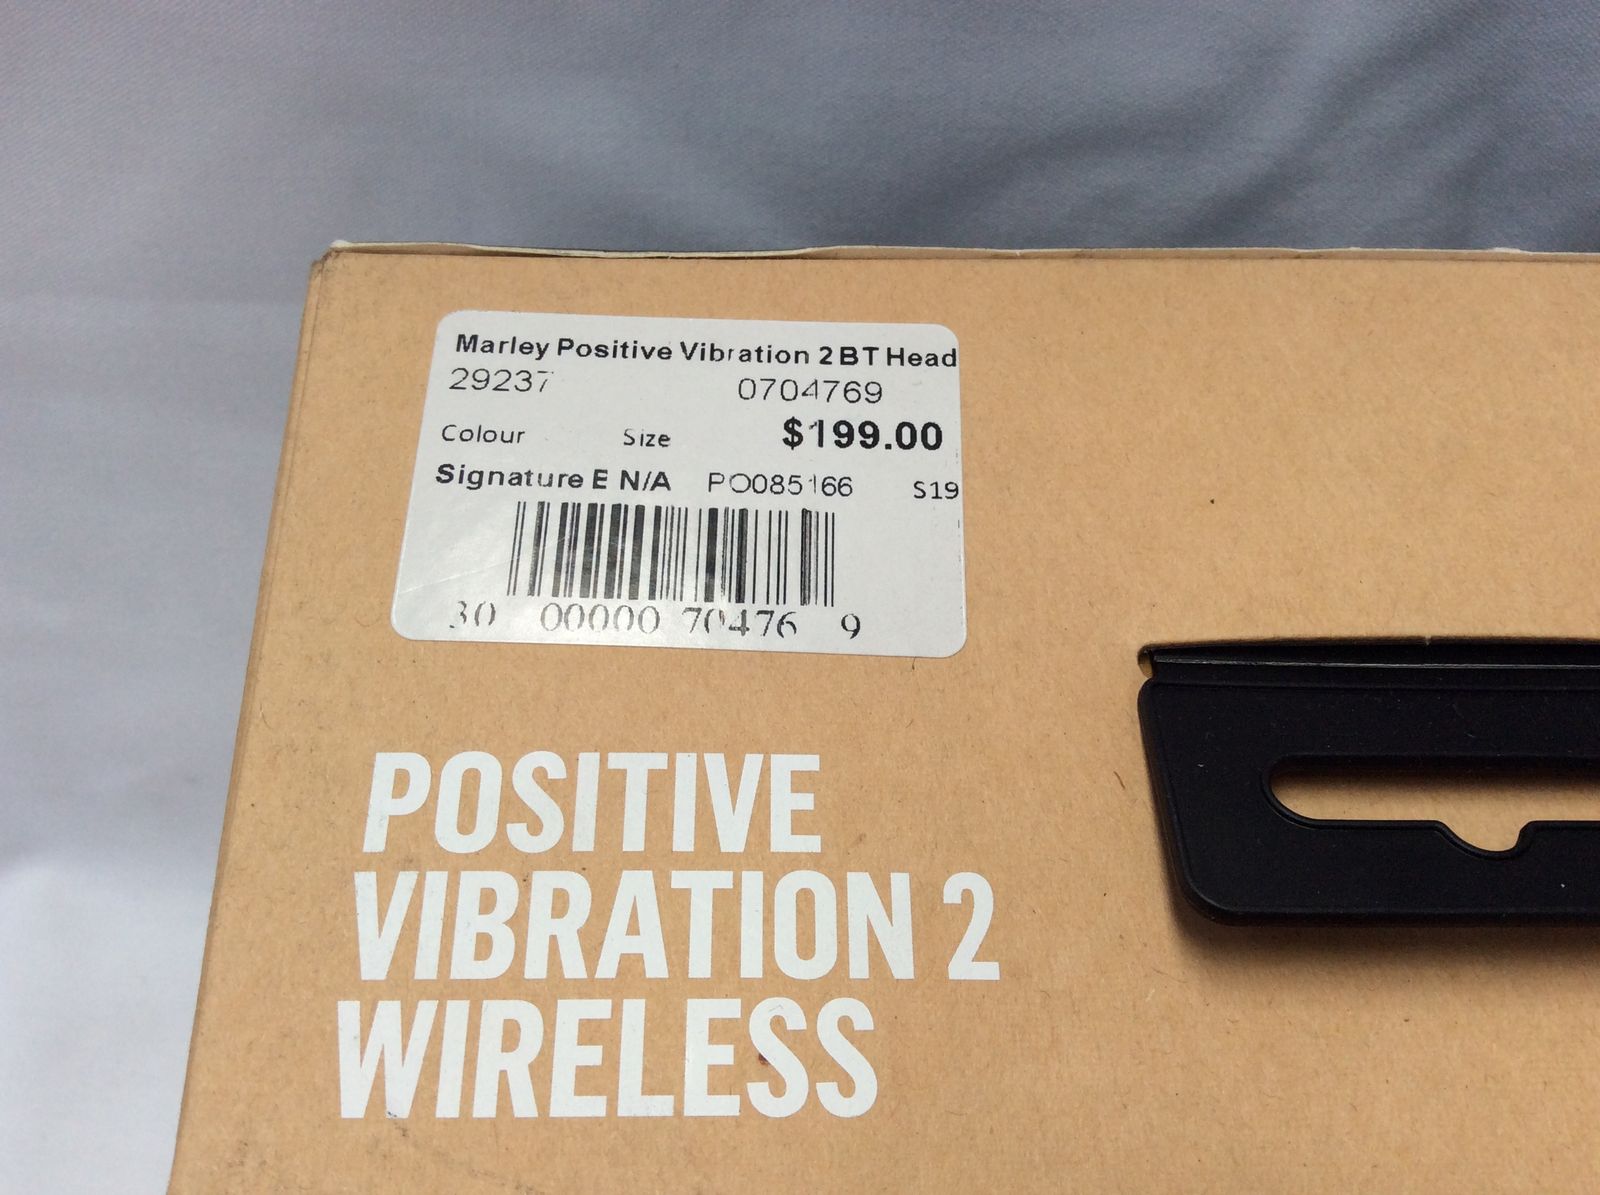 Marley Positive Vibration 2 BT Head
29237 0704769
Colour Size $199.00
Signature E N/A PO085166 S19
30 00000 70476 9
POSITIVE
VIBRATION 2
WIRELESS